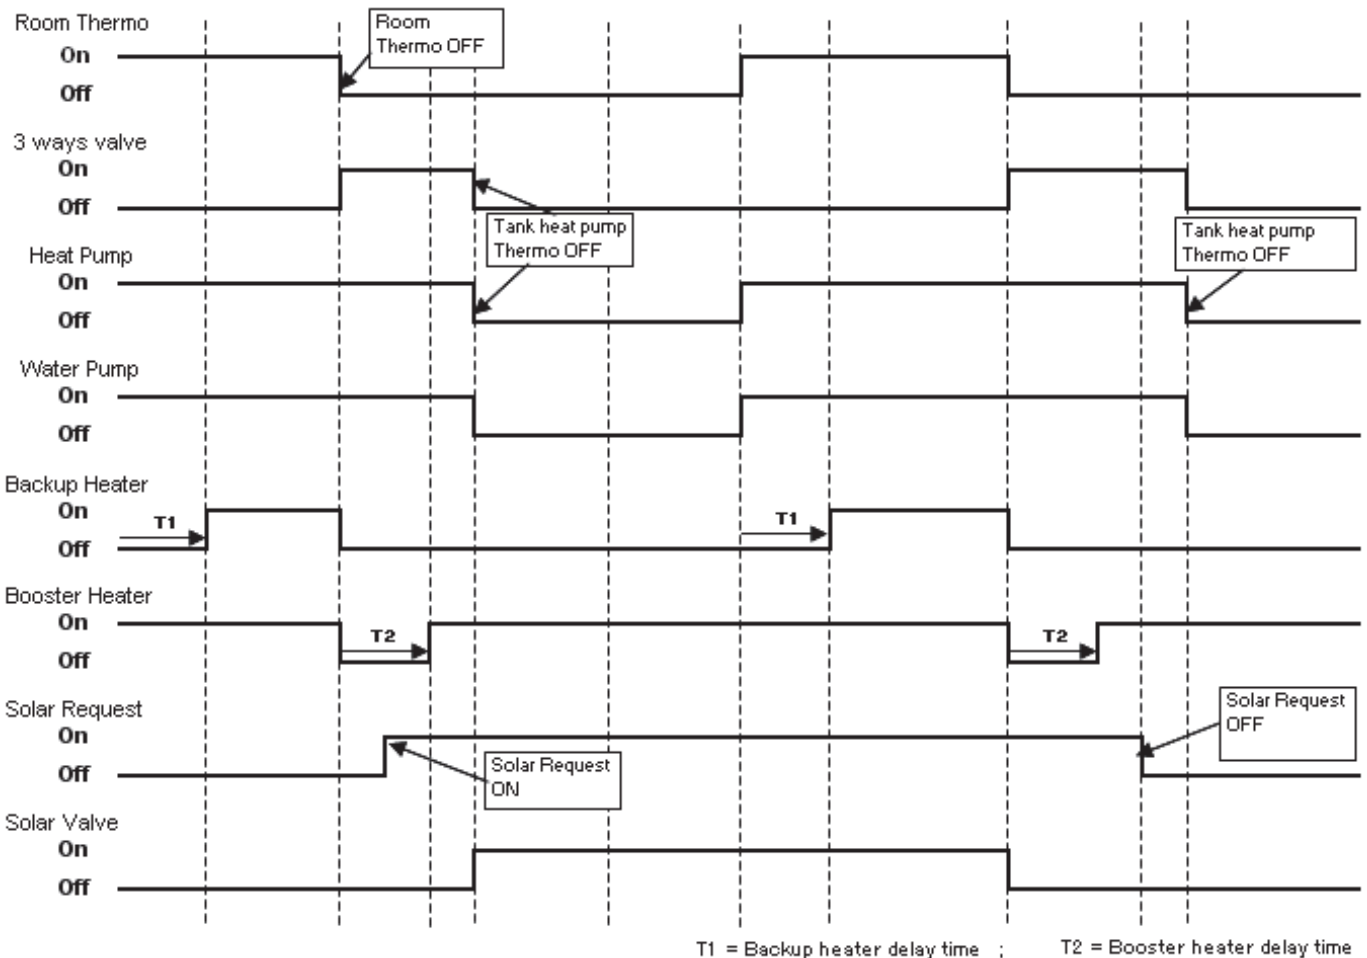 Room Thermo
On
Off
Room
Thermo OFF
3 ways valve
On
Off
Tank heat pump
Thermo OFF
Tank heat pump
Thermo OFF
Heat Pump
On
Off
Water Pump
On
Off
Backup Heater
On
Off
T1
T1
Booster Heater
On
Off
T2
T2
Solar Request
On
Off
Solar Request
ON
Solar Request
OFF
Solar Valve
On
Off
T1 = Backup heater delay time ; T2 = Booster heater delay time